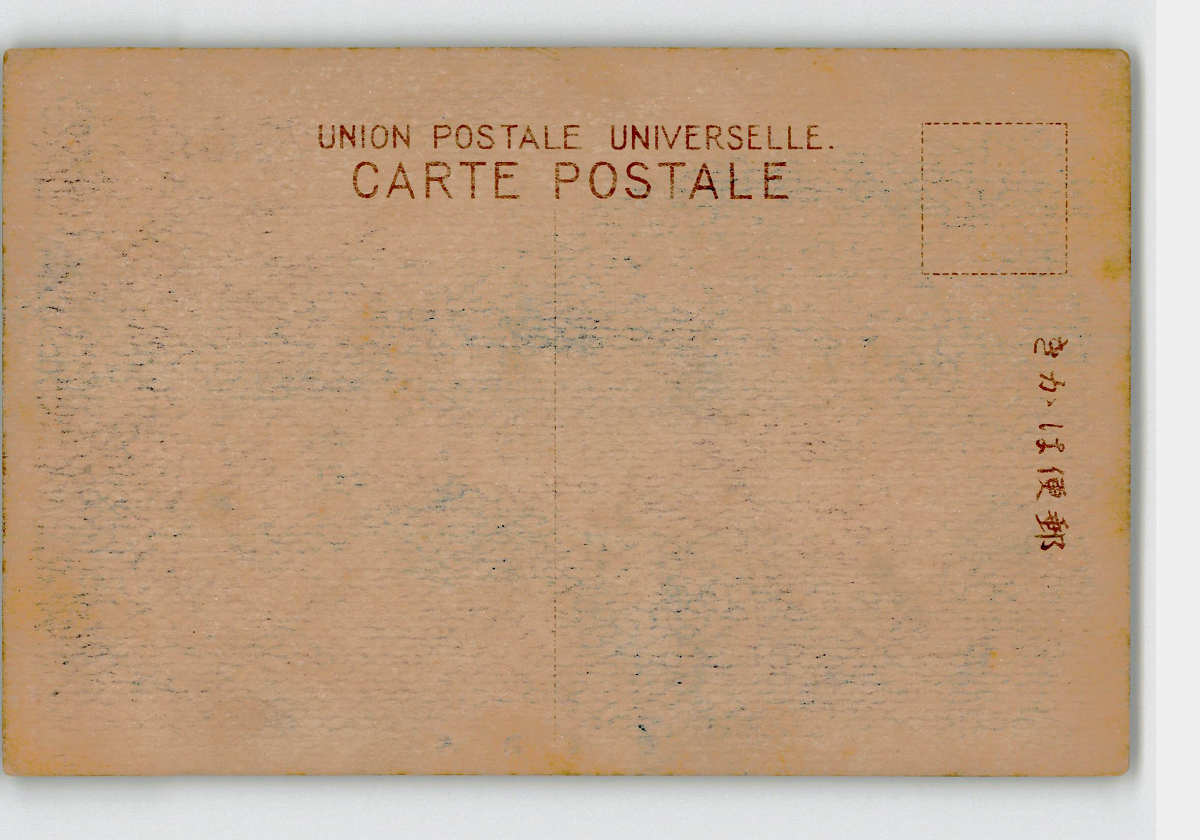 UNION POSTALE UNIVERSELLE.
CARTE POSTALE
郵便はかき